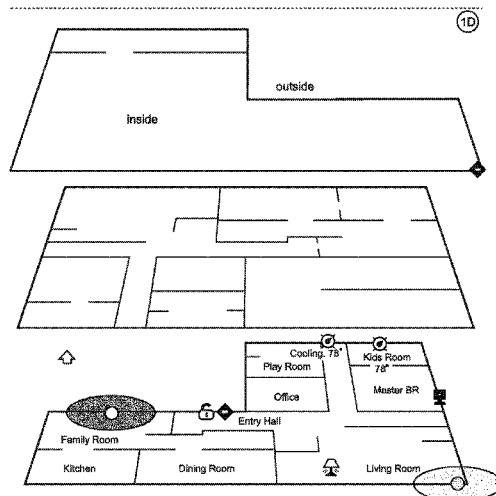 1D
outside
inside
Cooling. 78°
Kids Room
78°
Play Room
Master BR
Office
Entry Hall
Family Room
Kitchen
Dining Room
Living Room